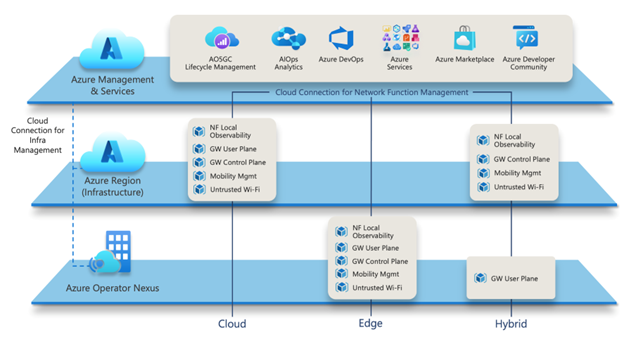 Azure Management
& Services
AO5GC
Lifecycle Management
AIOps
Analytics
Azure DevOps
Azure
Services
Azure Marketplace
Azure Developer
Community
Cloud Connection for Network Function Management
Cloud
Connection for
Infra
Management
Azure Region
(Infrastructure)
NF Local
Observability
GW User Plane
GW Control Plane
Mobility Mgmt
Untrusted Wi-Fi
NF Local
Observability
GW Control Plane
Mobility Mgmt
Untrusted Wi-Fi
Azure Operator Nexus
NF Local
Observability
GW User Plane
GW Control Plane
Mobility Mgmt
Untrusted Wi-Fi
GW User Plane
Cloud
Edge
Hybrid